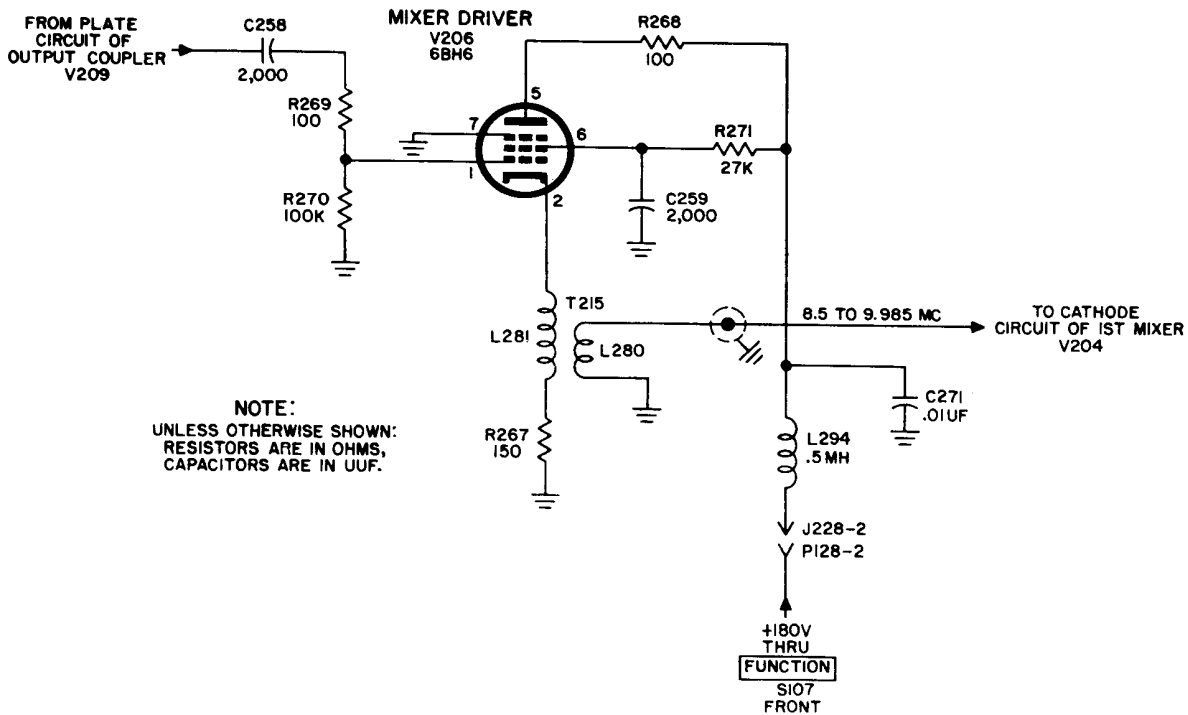 FROM PLATE
CIRCUIT OF
OUTPUT COUPLER
V209
C258
2,000
MIXER DRIVER
V206
6BH6
R268
100
R269
100
R270
100K
5
7
6
1
2
R271
27K
C259
2,000
T215
L281
L280
8.5 TO 9.985 MC
TO CATHODE
CIRCUIT OF 1ST MIXER
V204
NOTE:
UNLESS OTHERWISE SHOWN:
RESISTORS ARE IN OHMS,
CAPACITORS ARE IN UUF.
R267
150
C271
.01UF
L294
.5MH
J228-2
P128-2
+180V
THRU
FUNCTION
S107
FRONT